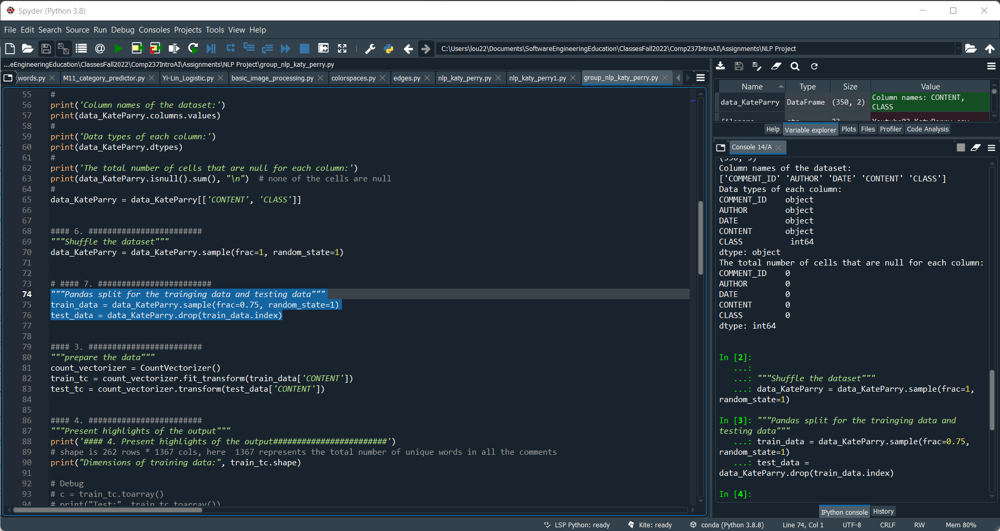 Spyder (Python 3.8)
File Edit Search Source Run Debug Consoles Projects Tools View Help
C:\Users\lou22\Documents\SoftwareEngineeringEducation\ClassesFall2022\Comp237IntroAI\Assignments\NLP Project
...eEngineeringEducation\ClassesFall2022\Comp237IntroAI\Assignments\NLP Project\group_nlp_katy_perry.py
words.py M11_category_predictor.py Yi-Lin_Logistic.py basic_image_processing.py colorspaces.py edges.py nlp_katy_perry.py nlp_katy_perry1.py group_nlp_katy_perry.py
55 #
56 print('Column names of the dataset:')
57 print(data_KateParry.columns.values)
58 #
59 print('Data types of each column:')
60 print(data_KateParry.dtypes)
61 #
62 print('The total number of cells that are null for each column:')
63 print(data_KateParry.isnull().sum(), "\n")  # none of the cells are null
64 #
65 data_KateParry = data_KateParry[['CONTENT', 'CLASS']]
66
67
68 #### 6. ########################
69 """Shuffle the dataset"""
70 data_KateParry = data_KateParry.sample(frac=1, random_state=1)
71
72
73 # #### 7. ########################
74 """Pandas split for the trainging data and testing data"""
75 train_data = data_KateParry.sample(frac=0.75, random_state=1)
76 test_data = data_KateParry.drop(train_data.index)
77
78
79 #### 3. ########################
80 """prepare the data"""
81 count_vectorizer = CountVectorizer()
82 train_tc = count_vectorizer.fit_transform(train_data['CONTENT'])
83 test_tc = count_vectorizer.transform(test_data['CONTENT'])
84
85
86 #### 4. ########################
87 """Present highlights of the output"""
88 print('#### 4. Present highlights of the output########################')
89 # shape is 262 rows * 1367 cols, here  1367 represents the total number of unique words in all the comments
90 print("Dimensions of training data:", train_tc.shape)
91
92 # Debug
93 # c = train_tc.toarray()
94 # print("Test:", train_tc.toarray())
Name Type Size Value
data_KateParry DataFrame (350, 2) Column names: CONTENT,
CLASS
filename str 23 Youtube02-KatyPerry.csv
Help Variable explorer Plots Files Profiler Code Analysis
Console 14/A
(350, 5)
Column names of the dataset:
['COMMENT_ID' 'AUTHOR' 'DATE' 'CONTENT' 'CLASS']
Data types of each column:
COMMENT_ID    object
AUTHOR        object
DATE          object
CONTENT       object
CLASS          int64
dtype: object
The total number of cells that are null for each column:
COMMENT_ID    0
AUTHOR        0
DATE          0
CONTENT       0
CLASS         0
dtype: int64
In [2]:
...:
...: """Shuffle the dataset"""
...: data_KateParry = data_KateParry.sample(frac=1,
random_state=1)
In [3]: """Pandas split for the trainging data and
testing data"""
...: train_data = data_KateParry.sample(frac=0.75,
random_state=1)
...: test_data =
data_KateParry.drop(train_data.index)
In [4]:
IPython console History
LSP Python: ready Kite: ready conda (Python 3.8.8) Line 74, Col 1 UTF-8 CRLF RW Mem 80%